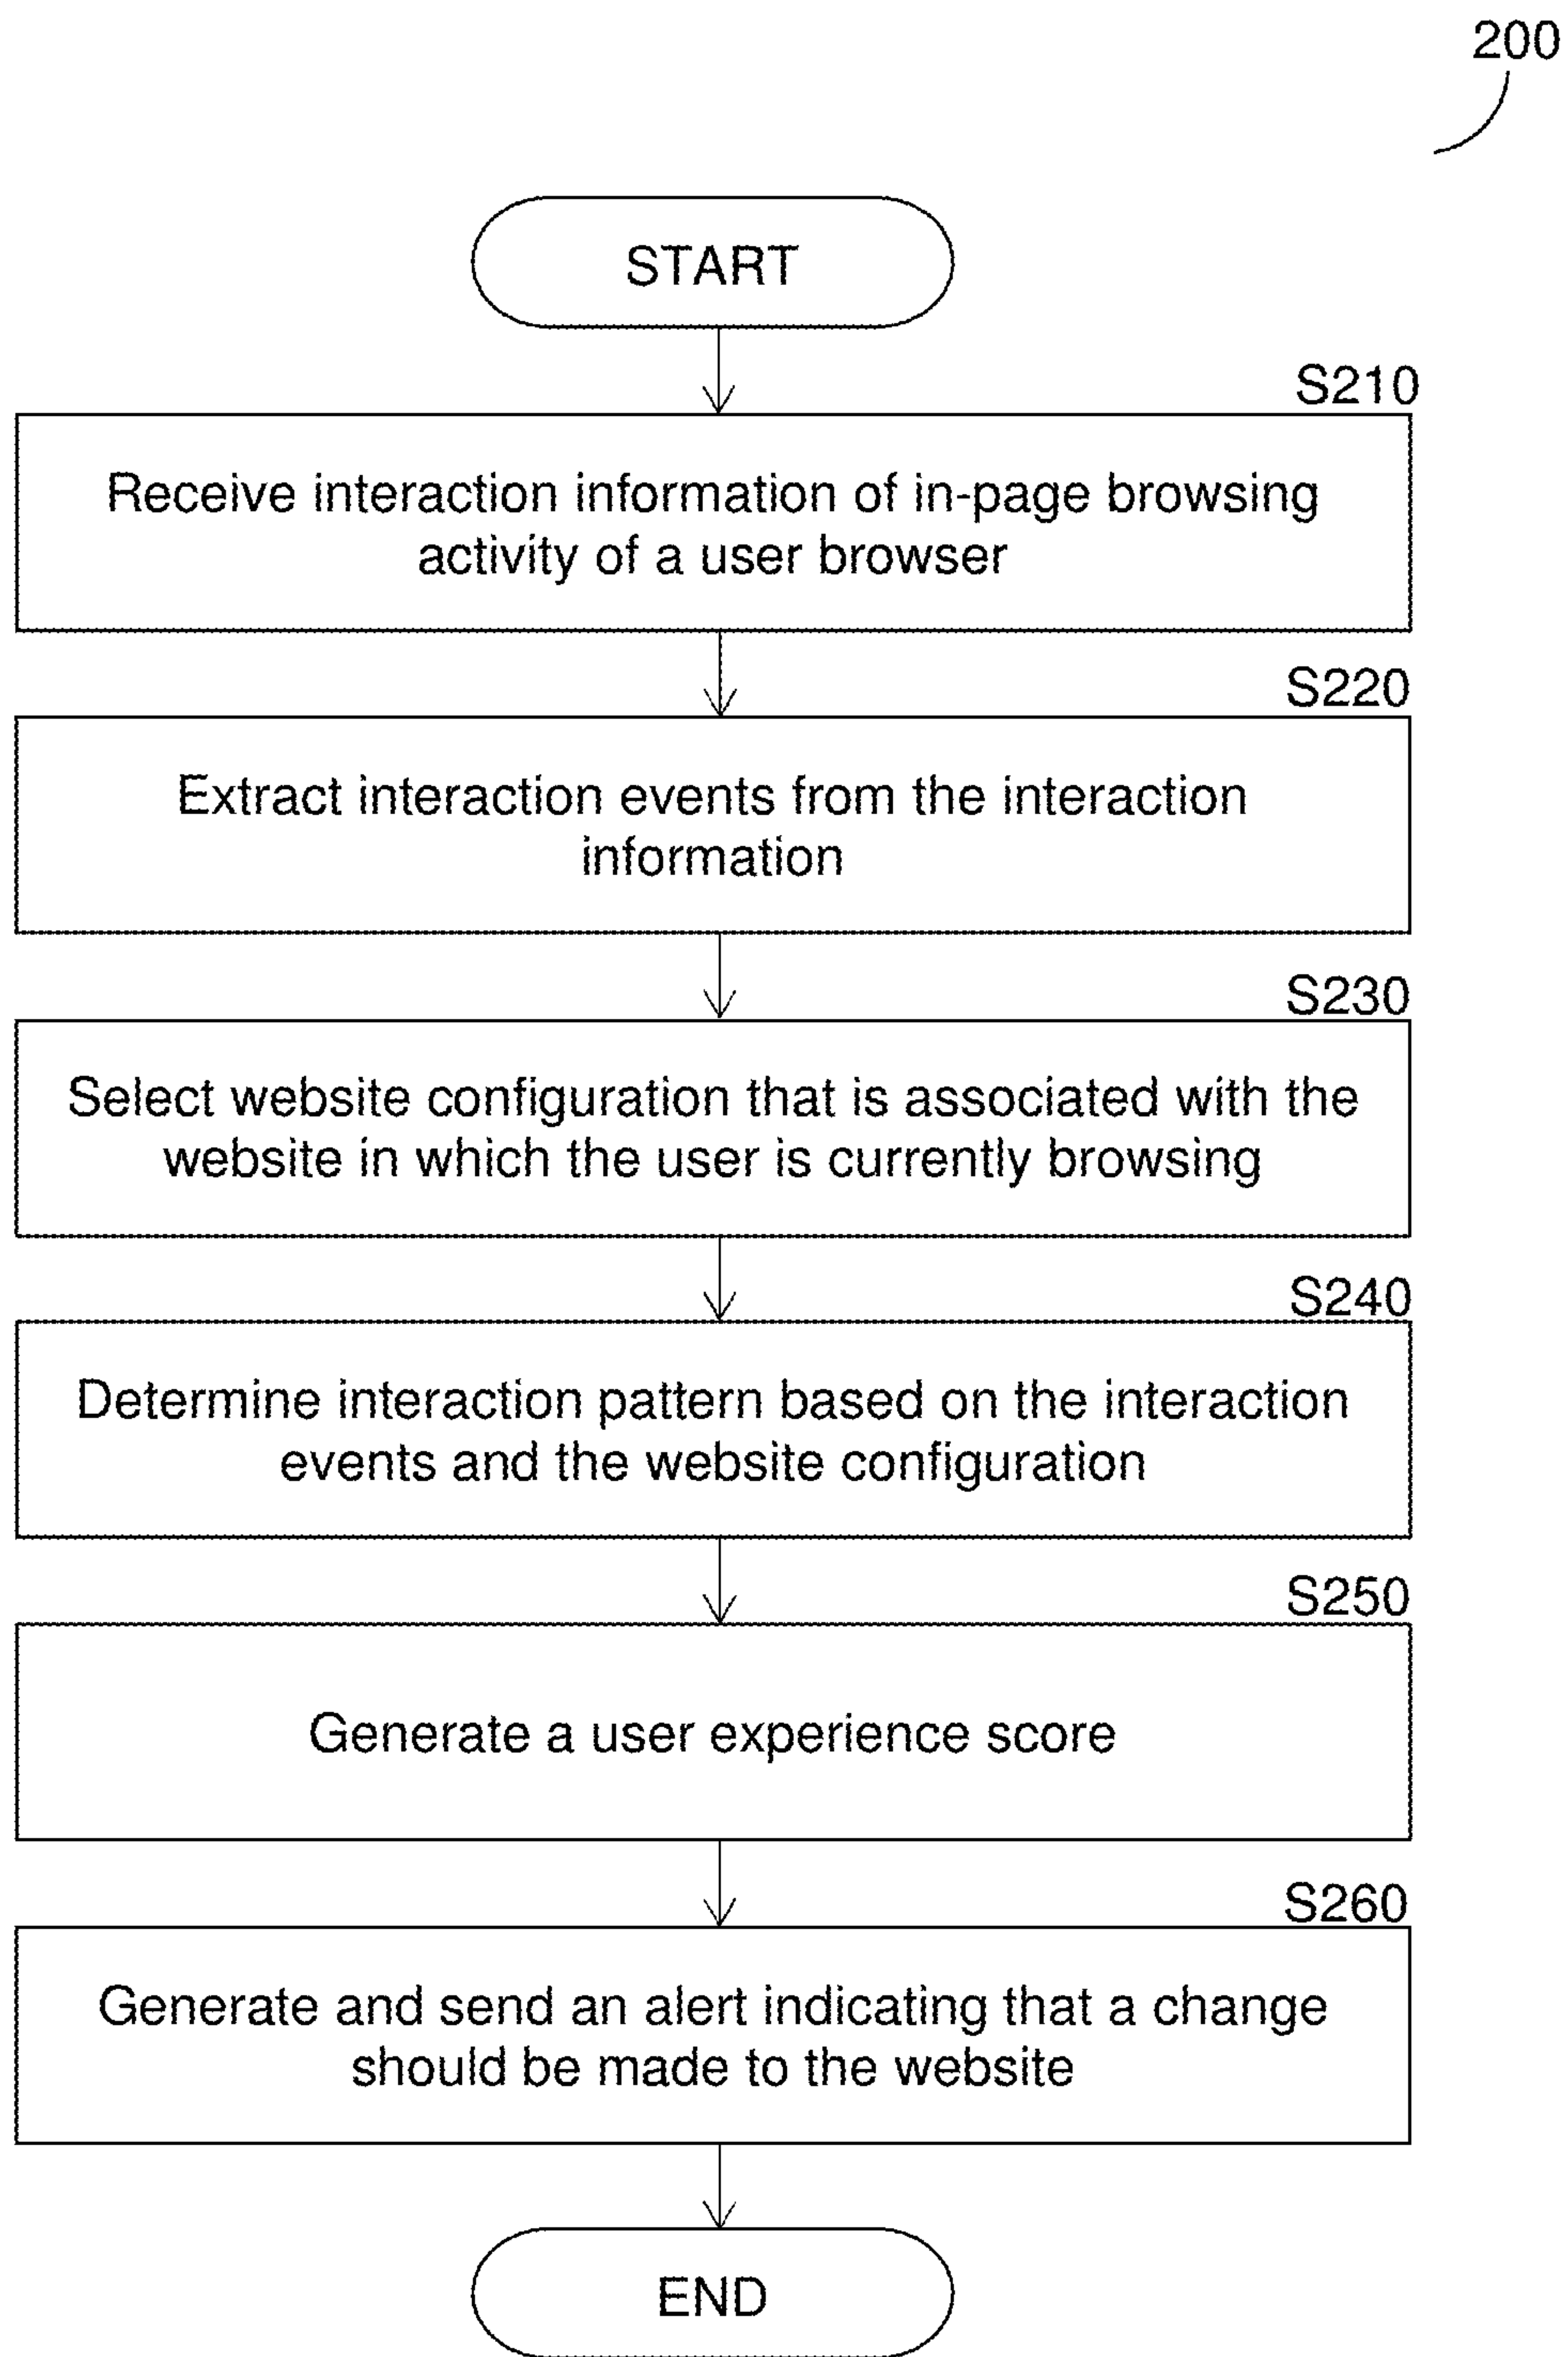 200
START
S210
Receive interaction information of in-page browsing
activity of a user browser
S220
Extract interaction events from the interaction
information
S230
Select website configuration that is associated with the
website in which the user is currently browsing
S240
Determine interaction pattern based on the interaction
events and the website configuration
S250
Generate a user experience score
S260
Generate and send an alert indicating that a change
should be made to the website
END